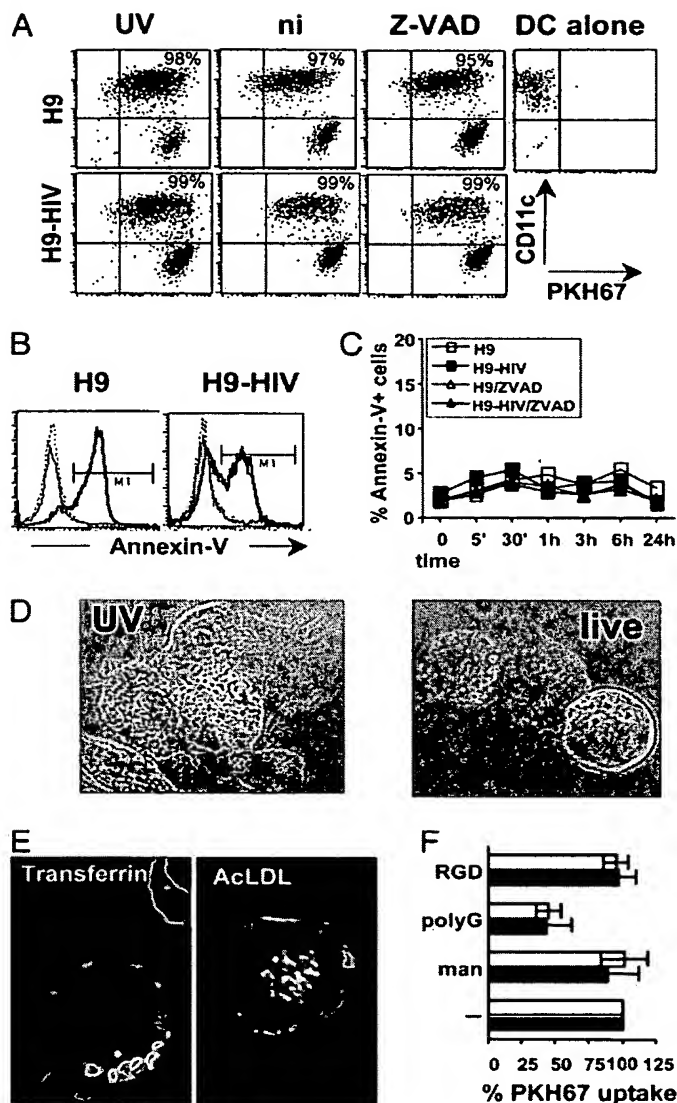 A
UV ni Z-VAD DC alone
98% 97% 95%
H9
99% 99% 99%
H9-HIV
CD11c
PKH67
B
H9 H9-HIV
M1 M1
Annexin-V
C
H9
H9-HIV
H9/ZVAD
H9-HIV/ZVAD
% Annexin-V+ cells
20
15
10
5
0
0 5' 30' 1h 3h 6h 24h
time
D
UV live
E
Transferrin AcLDL
F
RGD
polyG
man
–
0 25 50 75 100 125
% PKH67 uptake